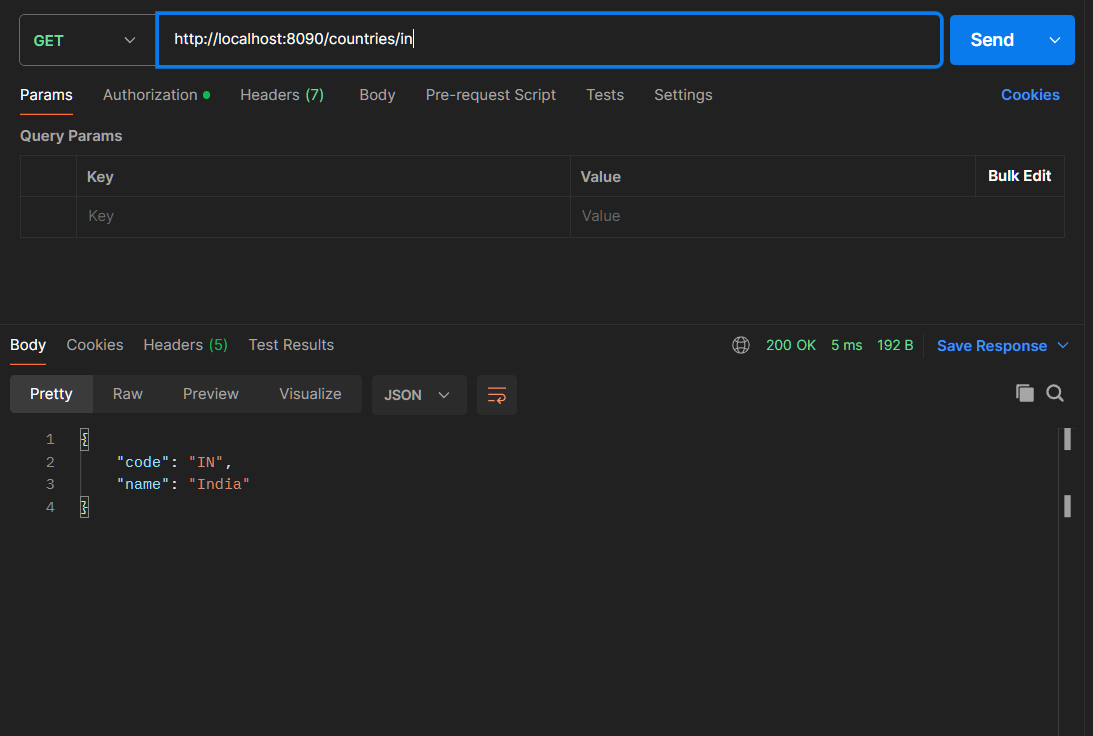 GET http://localhost:8090/countries/in Send
Params Authorization Headers (7) Body Pre-request Script Tests Settings Cookies
Query Params
Key Value Bulk Edit
Key Value
Body Cookies Headers (5) Test Results 200 OK 5 ms 192 B Save Response
Pretty Raw Preview Visualize JSON
1 {
2 "code": "IN",
3 "name": "India"
4 }